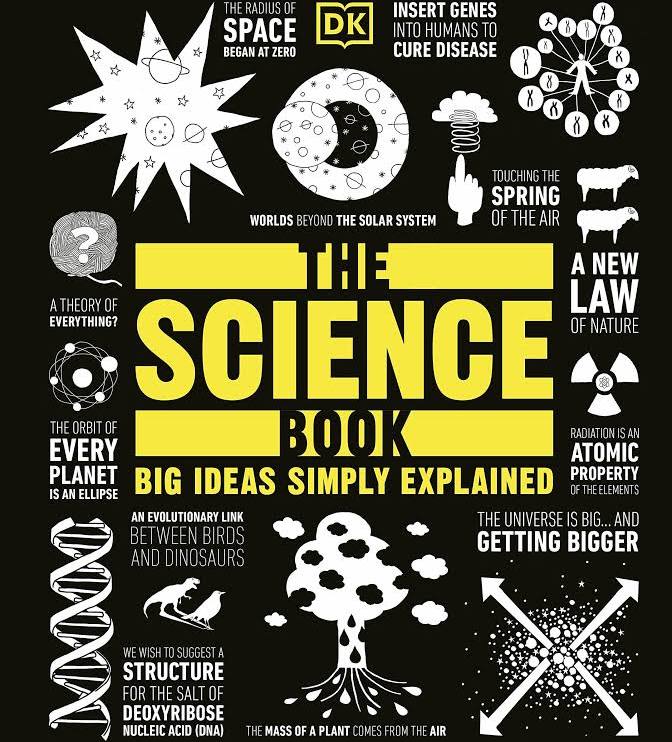 THE RADIUS OF
SPACE
BEGAN AT ZERO
DK
INSERT GENES
INTO HUMANS TO
CURE DISEASE
TOUCHING THE
SPRING
OF THE AIR
WORLDS BEYOND THE SOLAR SYSTEM
?
A THEORY OF
EVERYTHING?
A NEW
LAW
OF NATURE
THE
SCIENCE
BOOK
BIG IDEAS SIMPLY EXPLAINED
THE ORBIT OF
EVERY
PLANET
IS AN ELLIPSE
RADIATION IS AN
ATOMIC
PROPERTY
OF THE ELEMENTS
AN EVOLUTIONARY LINK
BETWEEN BIRDS
AND DINOSAURS
THE UNIVERSE IS BIG... AND
GETTING BIGGER
WE WISH TO SUGGEST A
STRUCTURE
FOR THE SALT OF
DEOXYRIBOSE
NUCLEIC ACID (DNA)
THE MASS OF A PLANT COMES FROM THE AIR